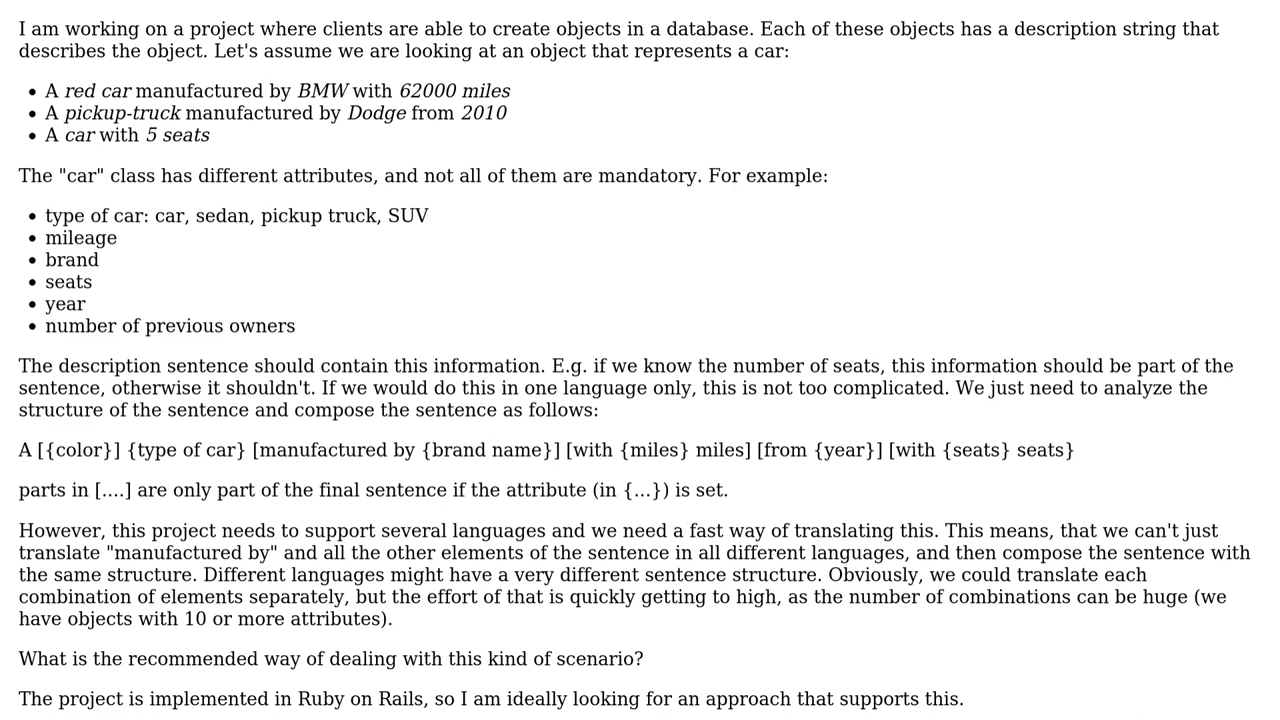 I am working on a project where clients are able to create objects in a database. Each of these objects has a description string that
describes the object. Let's assume we are looking at an object that represents a car:
• A red car manufactured by BMW with 62000 miles
• A pickup-truck manufactured by Dodge from 2010
• A car with 5 seats
The "car" class has different attributes, and not all of them are mandatory. For example:
• type of car: car, sedan, pickup truck, SUV
• mileage
• brand
• seats
• year
• number of previous owners
The description sentence should contain this information. E.g. if we know the number of seats, this information should be part of the
sentence, otherwise it shouldn't. If we would do this in one language only, this is not too complicated. We just need to analyze the
structure of the sentence and compose the sentence as follows:
A [{color}] {type of car} [manufactured by {brand name}] [with {miles} miles] [from {year}] [with {seats} seats}
parts in [....] are only part of the final sentence if the attribute (in {...}) is set.
However, this project needs to support several languages and we need a fast way of translating this. This means, that we can't just
translate "manufactured by" and all the other elements of the sentence in all different languages, and then compose the sentence with
the same structure. Different languages might have a very different sentence structure. Obviously, we could translate each
combination of elements separately, but the effort of that is quickly getting to high, as the number of combinations can be huge (we
have objects with 10 or more attributes).
What is the recommended way of dealing with this kind of scenario?
The project is implemented in Ruby on Rails, so I am ideally looking for an approach that supports this.